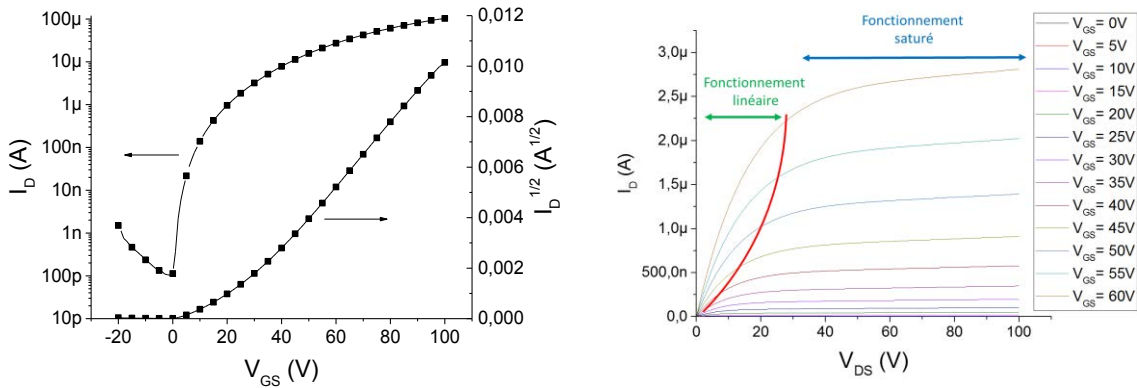 100µ
10µ
1µ
100n
10n
1n
100p
10p
I_D (A)
-20 0 20 40 60 80 100
V_GS (V)
0,012
0,010
0,008
0,006
0,004
0,002
0,000
I_D^1/2 (A^1/2)
Fonctionnement
saturé
Fonctionnement
linéaire
3,0µ
2,5µ
2,0µ
1,5µ
1,0µ
500,0n
0,0
I_D (A)
0 20 40 60 80 100
V_DS (V)
V_GS= 0V
V_GS= 5V
V_GS= 10V
V_GS= 15V
V_GS= 20V
V_GS= 25V
V_GS= 30V
V_GS= 35V
V_GS= 40V
V_GS= 45V
V_GS= 50V
V_GS= 55V
V_GS= 60V